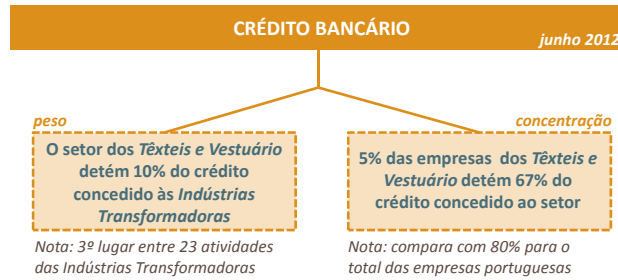 CRÉDITO BANCÁRIO
junho 2012
peso
O setor dos Têxteis e Vestuário
detém 10% do crédito
concedido às Indústrias
Transformadoras
Nota: 3º lugar entre 23 atividades
das Indústrias Transformadoras
concentração
5% das empresas dos Têxteis e
Vestuário detém 67% do
crédito concedido ao setor
Nota: compara com 80% para o
total das empresas portuguesas